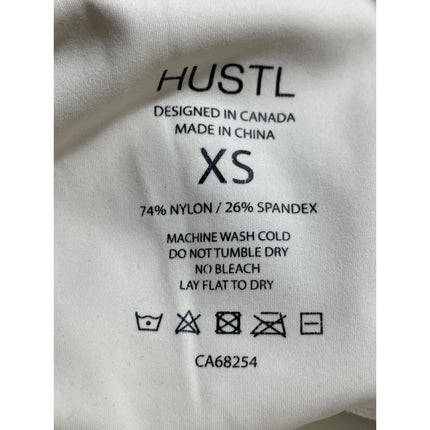 HUSTL
DESIGNED IN CANADA
MADE IN CHINA
XS
74% NYLON / 26% SPANDEX
MACHINE WASH COLD
DO NOT TUMBLE DRY
NO BLEACH
LAY FLAT TO DRY
CA68254